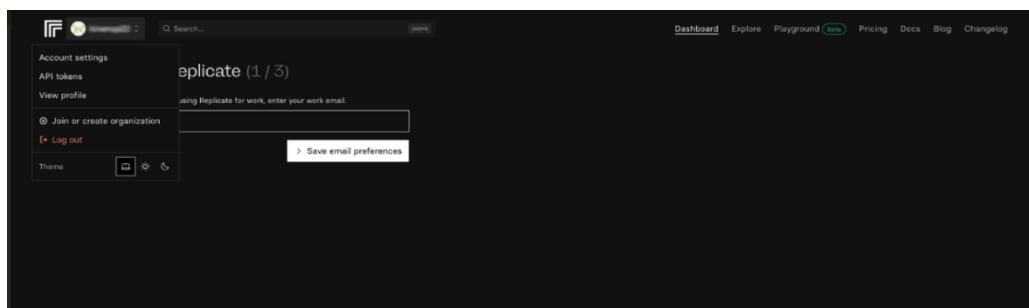 Search...
Dashboard Explore Playground Beta Pricing Docs Blog Changelog
Account settings
API tokens
View profile
Join or create organization
Log out
Theme
eplicate (1 / 3)
using Replicate for work, enter your work email.
Save email preferences